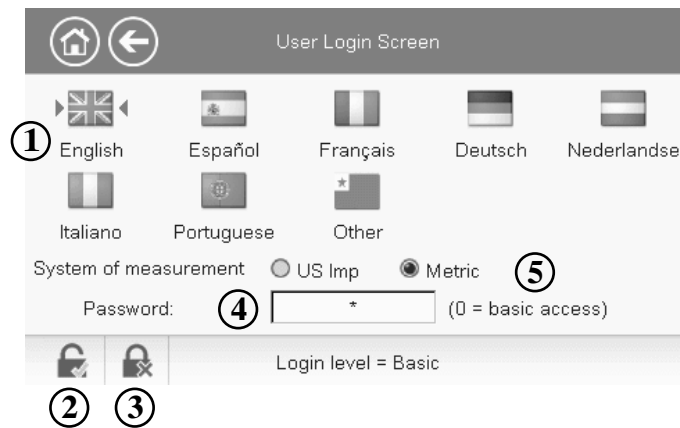 User Login Screen
1
English Español Français Deutsch Nederlandse
Italiano Portuguese Other
System of measurement US Imp Metric 5
Password: 4 * (0 = basic access)
Login level = Basic
2 3